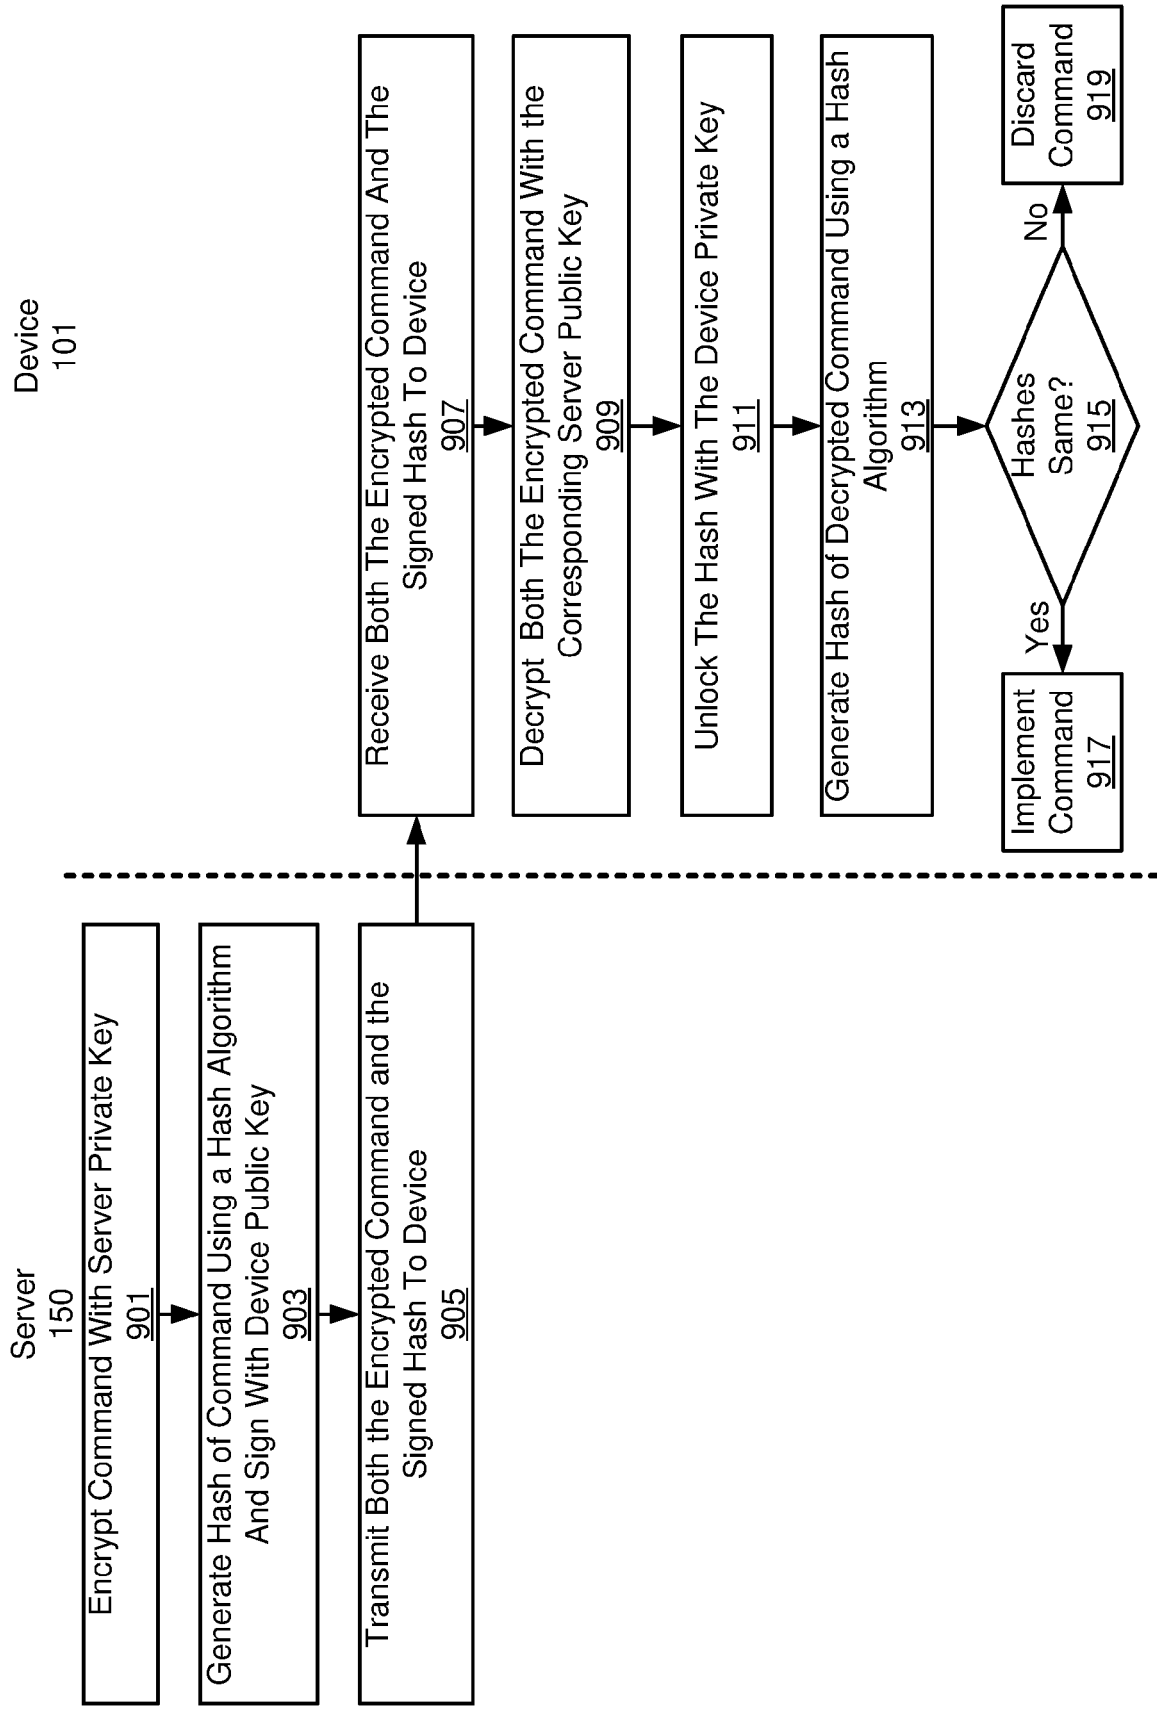 Server
150
Encrypt Command With Server Private Key
901
Generate Hash of Command Using a Hash Algorithm
And Sign With Device Public Key
903
Transmit Both the Encrypted Command and the
Signed Hash To Device
905
Device
101
Receive Both The Encrypted Command And The
Signed Hash To Device
907
Decrypt Both The Encrypted Command With the
Corresponding Server Public Key
909
Unlock The Hash With The Device Private Key
911
Generate Hash of Decrypted Command Using a Hash
Algorithm
913
Hashes
Same?
915
Yes
No
Implement
Command
917
Discard
Command
919